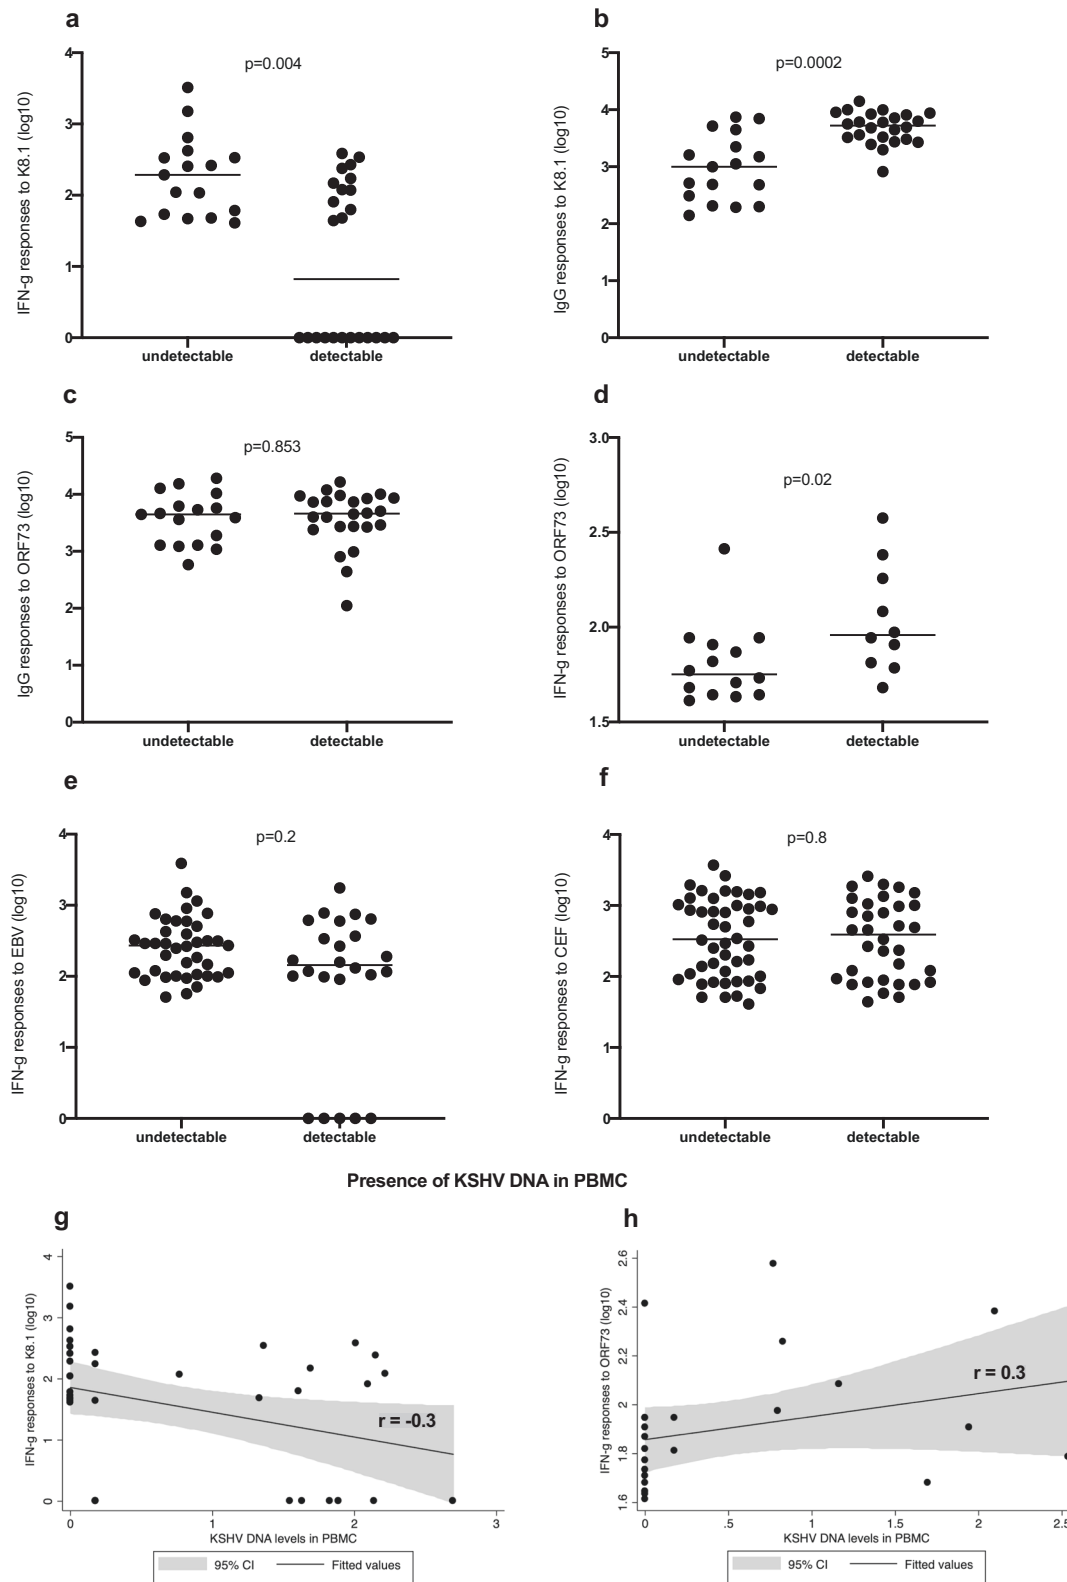 a
p=0.004
IFN-g responses to K8.1 (log10)
4
3
2
1
0
undetectable
detectable
b
p=0.0002
IgG responses to K8.1 (log10)
5
4
3
2
1
0
undetectable
detectable
c
p=0.853
IgG responses to ORF73 (log10)
5
4
3
2
1
0
undetectable
detectable
d
p=0.02
IFN-g responses to ORF73 (log10)
3.0
2.5
2.0
1.5
undetectable
detectable
e
p=0.2
IFN-g responses to EBV (log10)
4
3
2
1
0
undetectable
detectable
f
p=0.8
IFN-g responses to CEF (log10)
4
3
2
1
0
undetectable
detectable
Presence of KSHV DNA in PBMC
g
IFN-g responses to K8.1 (log10)
4
3
2
1
0
r = -0.3
0 1 2 3
KSHV DNA levels in PBMC
95% CI Fitted values
h
IFN-g responses to ORF73 (log10)
2.6
2.4
2.2
2
1.8
1.6
r = 0.3
0 .5 1 1.5 2 2.5
KSHV DNA levels in PBMC
95% CI Fitted values